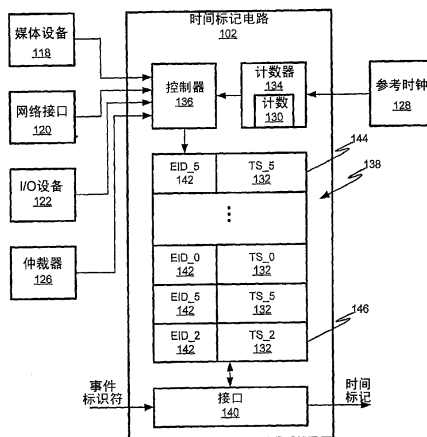 时间标记电路
102
媒体设备
118
网络接口
120
I/O设备
122
仲裁器
126
控制器
136
计数器
134
计数
130
参考时钟
128
144
138
EID_5
142
TS_5
132
⋮
EID_0
142
TS_0
132
EID_5
142
TS_5
132
EID_2
142
TS_2
132
146
事件
标识符
接口
140
时间
标记